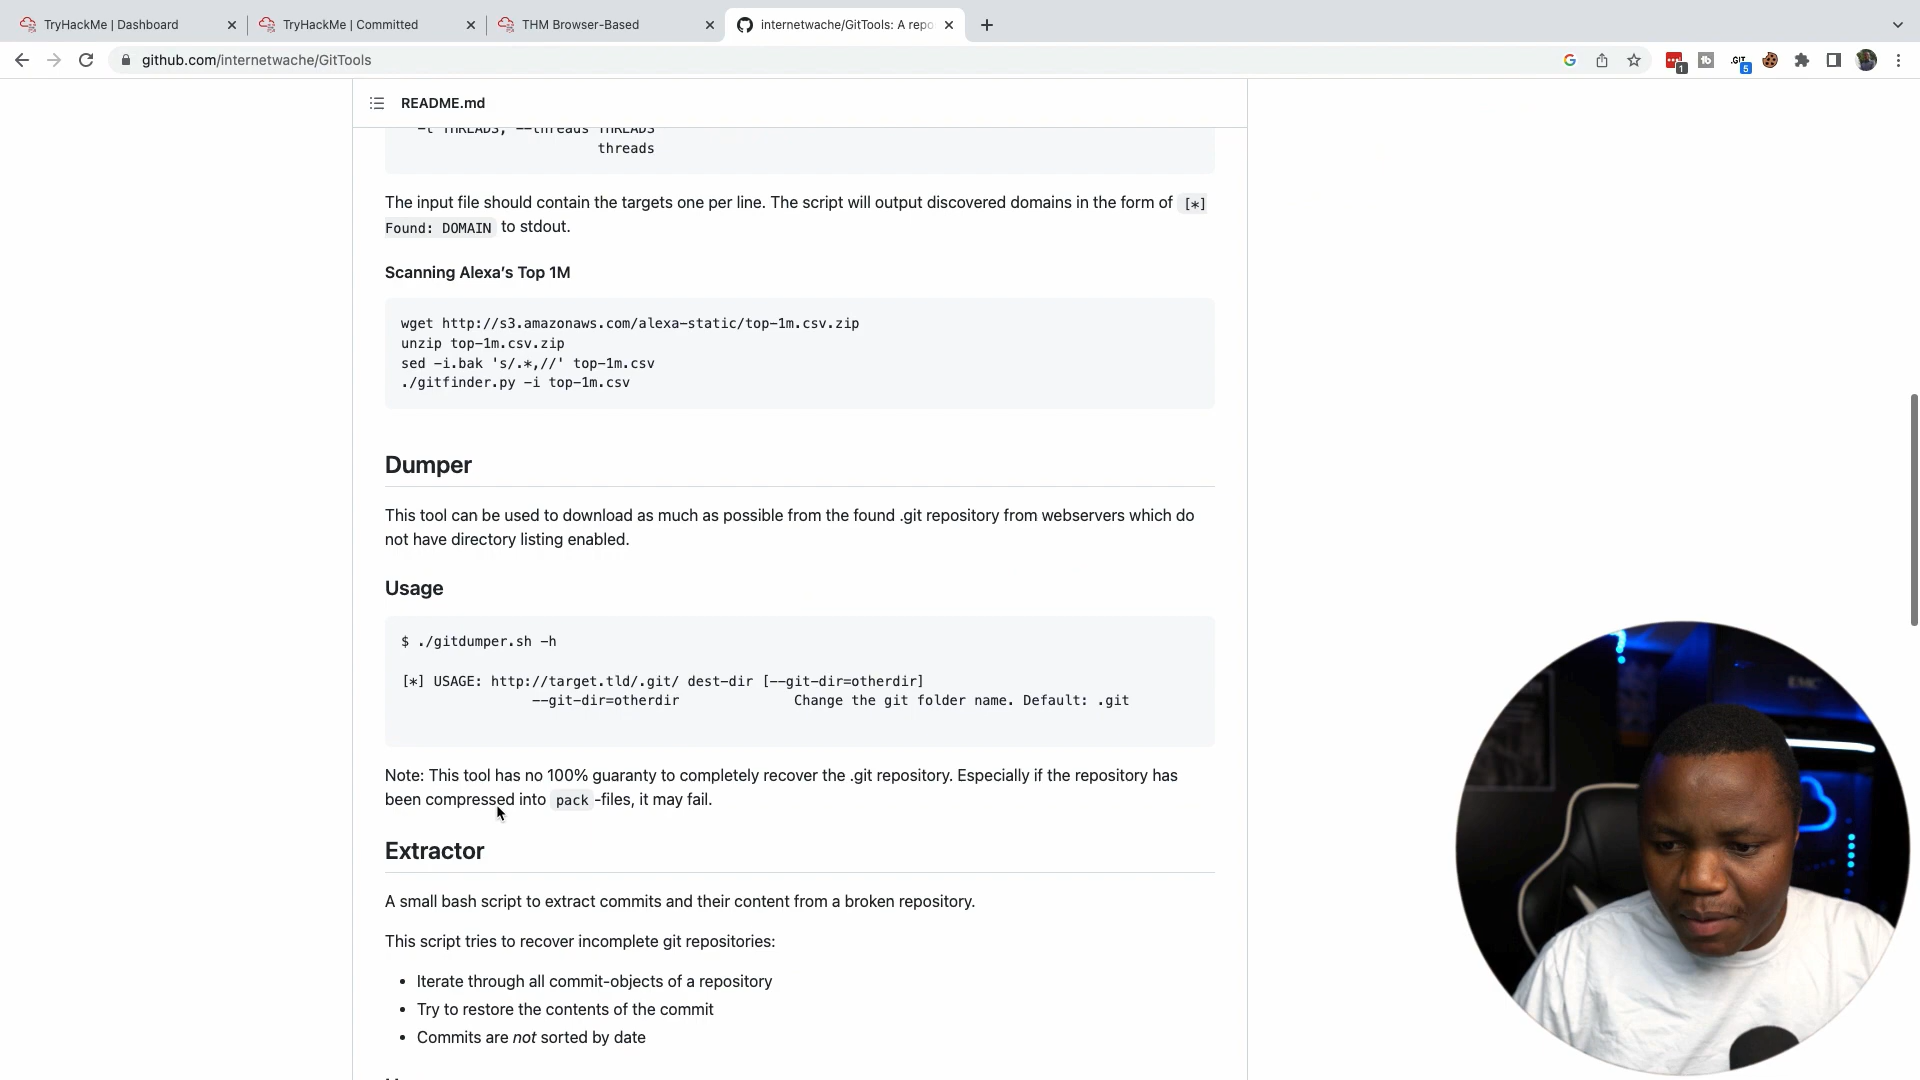 TryHackMe | Dashboard
TryHackMe | Committed
THM Browser-Based
internetwache/GitTools: A repo
github.com/internetwache/GitTools
README.md
-t THREADS, --threads THREADS
threads
The input file should contain the targets one per line. The script will output discovered domains in the form of [*]
Found: DOMAIN to stdout.
Scanning Alexa's Top 1M
wget http://s3.amazonaws.com/alexa-static/top-1m.csv.zip
unzip top-1m.csv.zip
sed -i.bak 's/.*,//' top-1m.csv
./gitfinder.py -i top-1m.csv
Dumper
This tool can be used to download as much as possible from the found .git repository from webservers which do
not have directory listing enabled.
Usage
$ ./gitdumper.sh -h
[*] USAGE: http://target.tld/.git/ dest-dir [--git-dir=otherdir]
--git-dir=otherdir Change the git folder name. Default: .git
Note: This tool has no 100% guaranty to completely recover the .git repository. Especially if the repository has
been compressed into pack -files, it may fail.
Extractor
A small bash script to extract commits and their content from a broken repository.
This script tries to recover incomplete git repositories:
• Iterate through all commit-objects of a repository
• Try to restore the contents of the commit
• Commits are not sorted by date